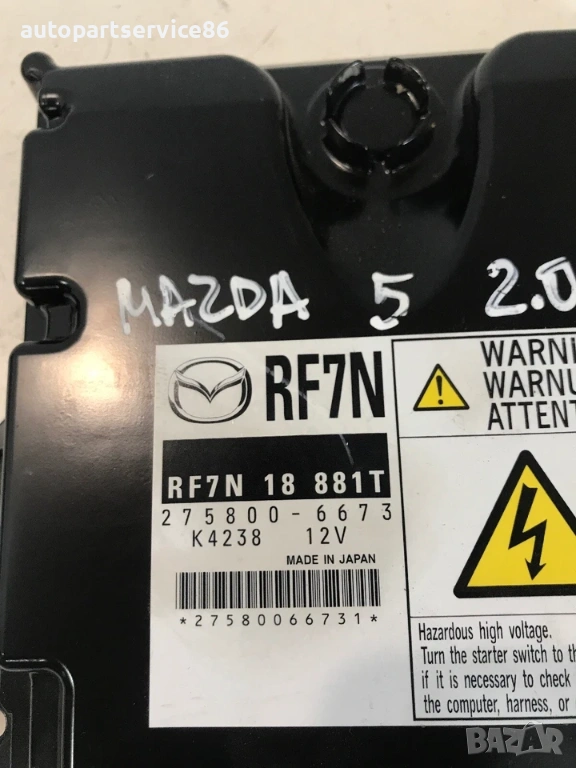 autopartservice86
MAZDA 5 2.0
RF7N
RF7N 18 881T
275800-6673
K4238 12V
MADE IN JAPAN
*27580066731*
WARNI
WARNU
ATTENT
Hazardous high voltage.
Turn the starter switch to th
if it is necessary to check
the computer, harness, or
BAZAR